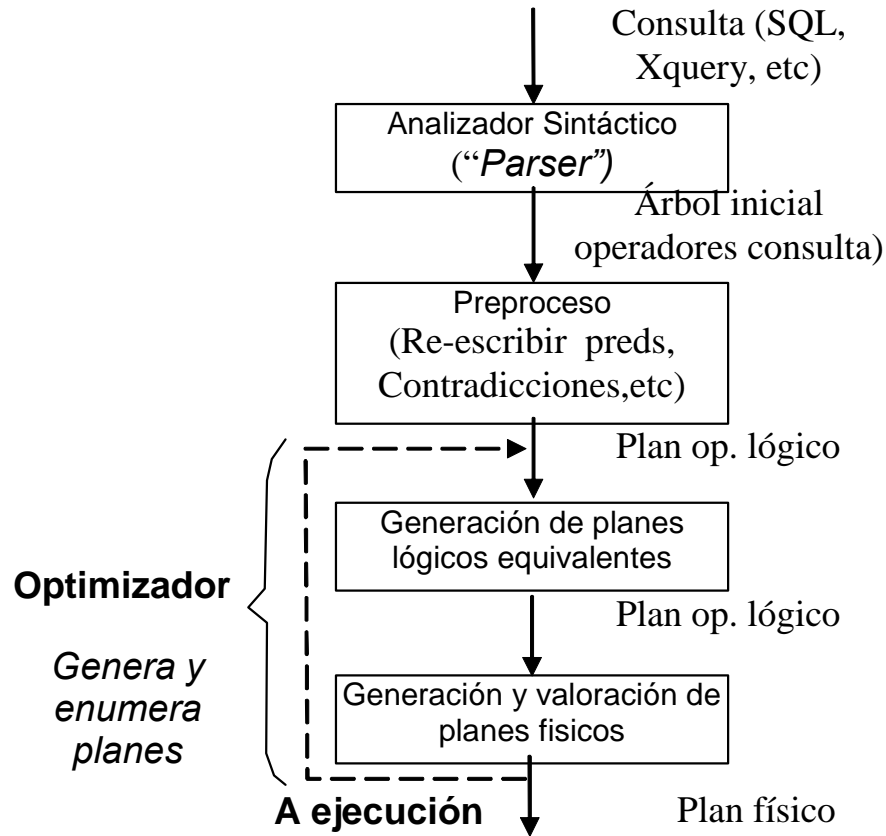 Consulta (SQL,
Xquery, etc)
Analizador Sintáctico
(“Parser”)
Árbol inicial
operadores consulta)
Preproceso
(Re-escribir preds,
Contradicciones,etc)
Plan op. lógico
Generación de planes
lógicos equivalentes
Optimizador
Plan op. lógico
Genera y
enumera
planes
Generación y valoración de
planes fisicos
A ejecución
Plan físico